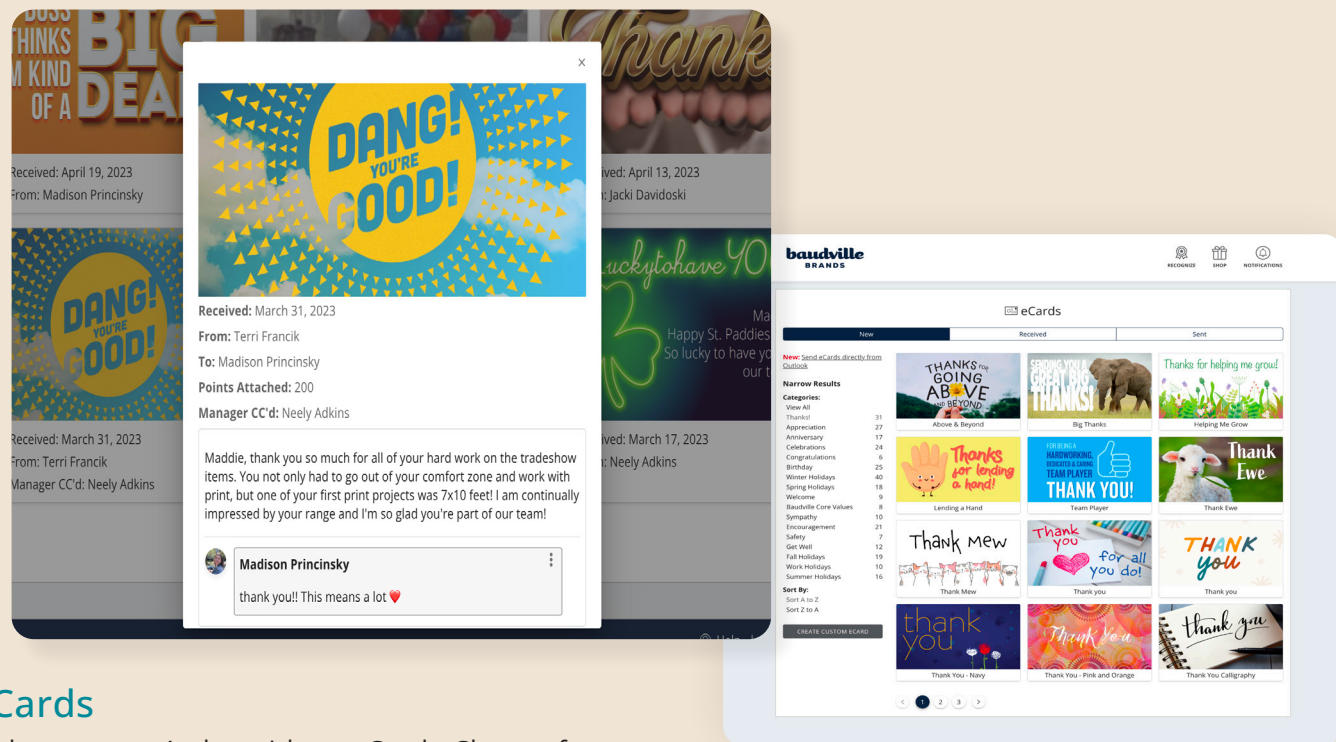 BOSS
THINKS
I'M KIND
OF A
BIG
DEAL
Thank
Received: April 19, 2023
From: Madison Princinsky
ived: April 13, 2023
: Jacki Davidoski
DANG!
YOU'RE
GOOD!
Received: March 31, 2023
From: Terri Francik
Manager CC'd: Neely Adkins
luckytohave YO
Ma
Happy St. Paddies
So lucky to have yo
our t
ived: March 17, 2023
: Neely Adkins
Help
x
DANG!
YOU'RE
GOOD!
Received: March 31, 2023
From: Terri Francik
To: Madison Princinsky
Points Attached: 200
Manager CC'd: Neely Adkins
Maddie, thank you so much for all of your hard work on the tradeshow
items. You not only had to go out of your comfort zone and work with
print, but one of your first print projects was 7x10 feet! I am continually
impressed by your range and I'm so glad you're part of our team!
Madison Princinsky
thank you!! This means a lot ❤️
baudville
BRANDS
RECOGNIZE SHOP NOTIFICATIONS
eCards
New Received Sent
New: Send eCards directly from
Outlook
Narrow Results
Categories:
View All
Thanks! 31
Appreciation 27
Anniversary 17
Celebrations 24
Congratulations 6
Birthday 25
Winter Holidays 40
Spring Holidays 18
Welcome 9
Baudville Core Values 8
Sympathy 10
Encouragement 21
Safety 7
Get Well 12
Fall Holidays 19
Work Holidays 10
Summer Holidays 16
Sort By:
Sort A to Z
Sort Z to A
CREATE CUSTOM ECARD
THANKS FOR
GOING
ABOVE
AND BEYOND
Above & Beyond
SENDING YOU A
GREAT BIG
THANKS!
Big Thanks
Thanks for helping me grow!
Helping Me Grow
Thanks
for lending
a hand!
Lending a Hand
FOR BEING A
HARDWORKING,
DEDICATED & CARING
TEAM PLAYER
THANK YOU!
Team Player
Thank
Ewe
Thank Ewe
Thank Mew
Thank Mew
Thank
you
for all
you do!
Thank you
THANK
you
Thank you
thank
you
Thank You - Navy
Thank You
Thank You - Pink and Orange
thank you
Thank You Calligraphy
< 1 2 3 >
Cards